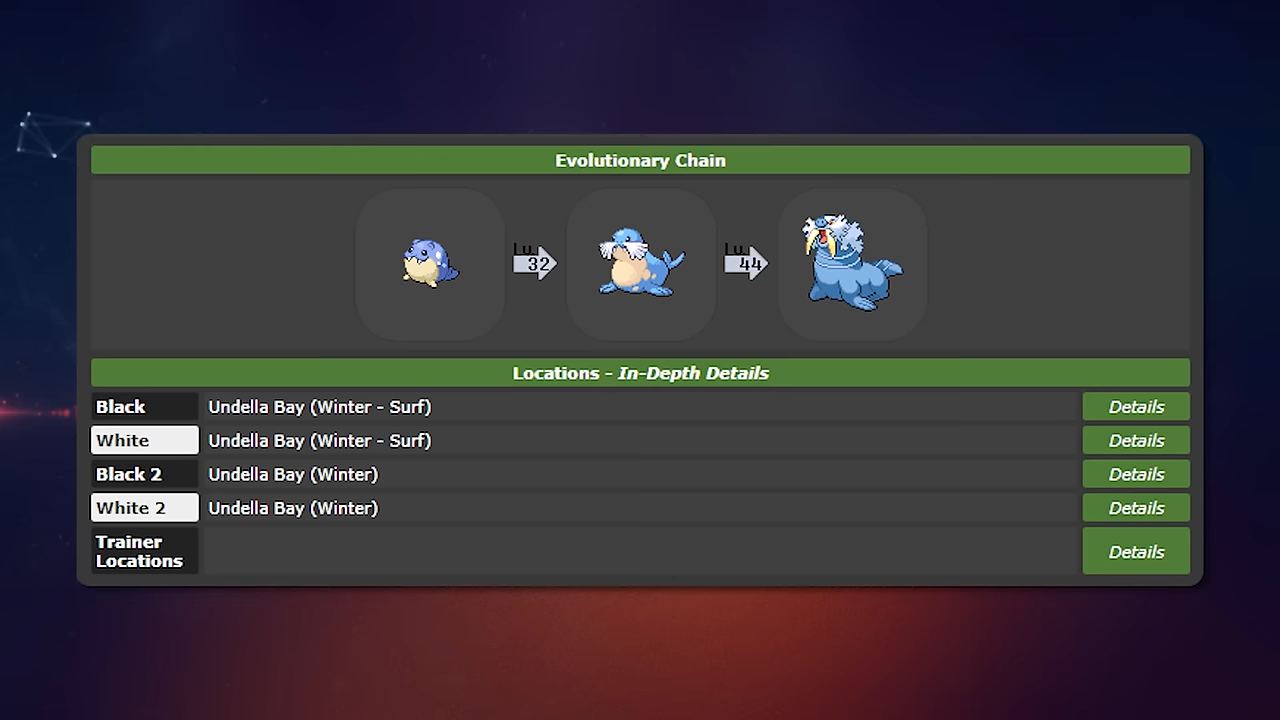 Evolutionary Chain
Lv. 32 Lv. 44
Locations - In-Depth Details
Black Undella Bay (Winter - Surf) Details
White Undella Bay (Winter - Surf) Details
Black 2 Undella Bay (Winter) Details
White 2 Undella Bay (Winter) Details
Trainer
Locations Details